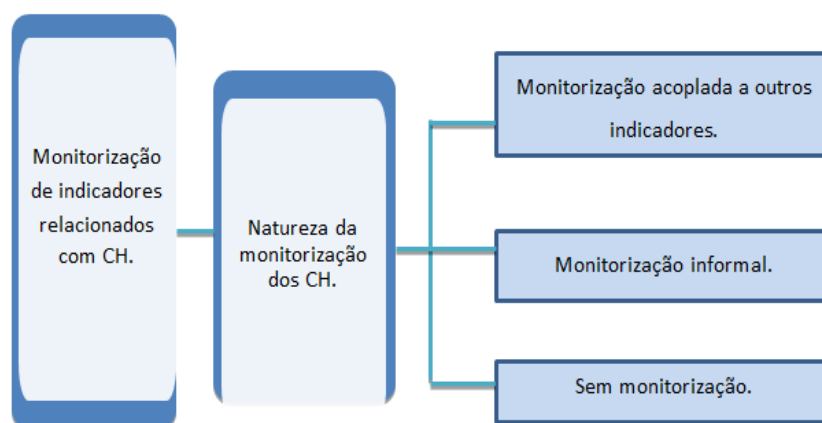 Monitorização
de indicadores
relacionados
com CH.
Natureza da
monitorização
dos CH.
Monitorização acoplada a outros
indicadores.
Monitorização informal.
Sem monitorização.